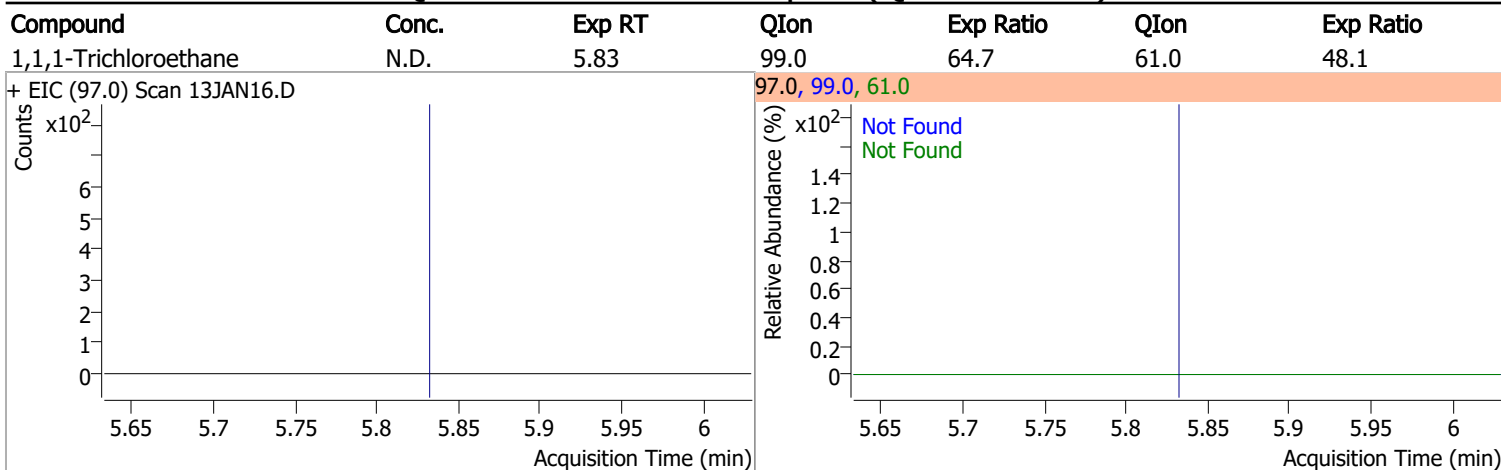 Compound Conc. Exp RT QIon Exp Ratio QIon Exp Ratio
1,1,1-Trichloroethane N.D. 5.83 99.0 64.7 61.0 48.1
+ EIC (97.0) Scan 13JAN16.D
Counts
x10²
6
5
4
3
2
1
0
5.65 5.7 5.75 5.8 5.85 5.9 5.95 6
Acquisition Time (min)
97.0, 99.0, 61.0
Relative Abundance (%)
x10²
Not Found
Not Found
1.4
1.2
1
0.8
0.6
0.4
0.2
0
5.65 5.7 5.75 5.8 5.85 5.9 5.95 6
Acquisition Time (min)